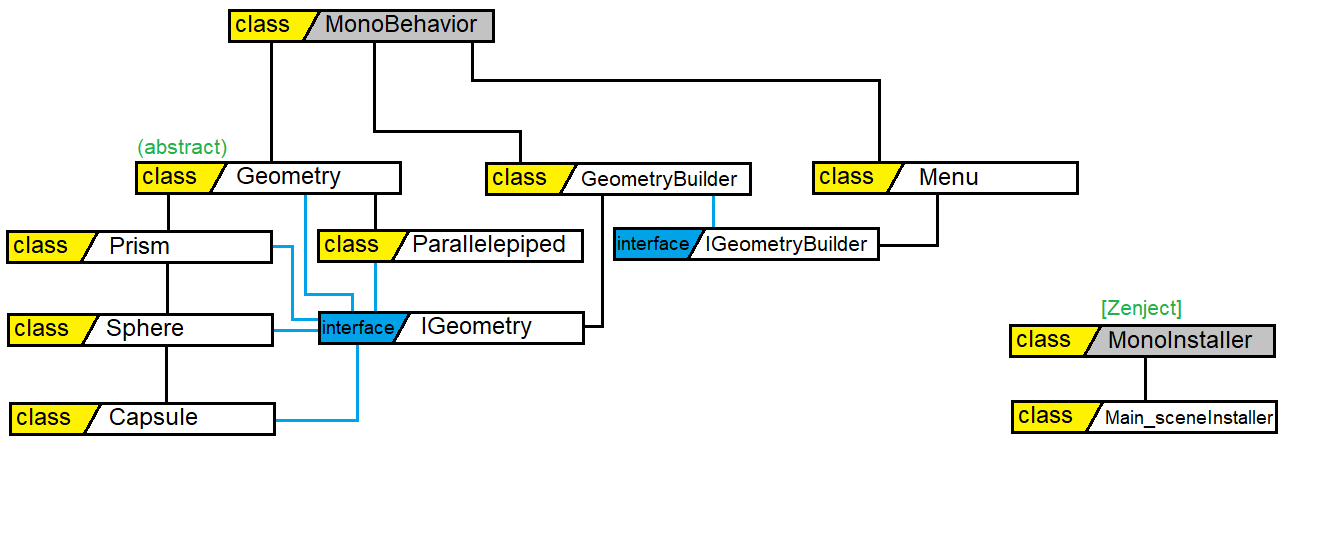 class MonoBehavior
(abstract)
class Geometry
class GeometryBuilder
class Menu
class Prism
class Parallelepiped
interface IGeometryBuilder
class Sphere
interface IGeometry
[Zenject]
class MonoInstaller
class Capsule
class Main_sceneInstaller